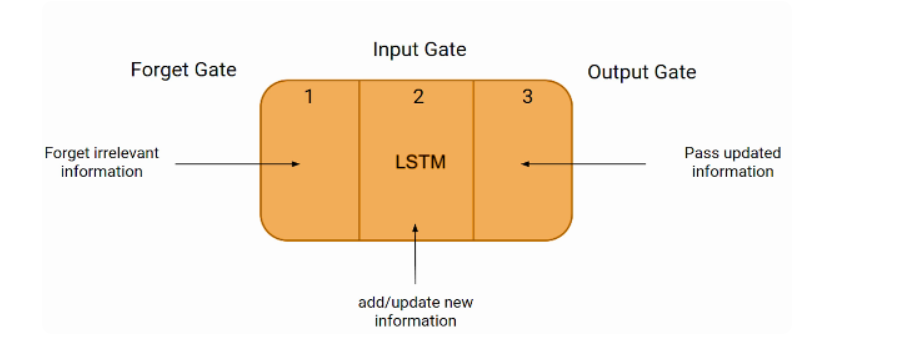 Input Gate
Forget Gate
Output Gate
1
2
3
Forget irrelevant
information
LSTM
Pass updated
information
add/update new
information